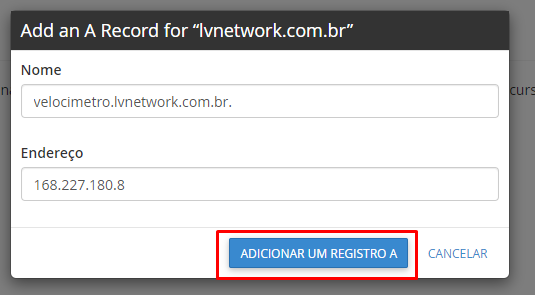 Add an A Record for “lvnetwork.com.br”
Nome
velocimetro.lvnetwork.com.br.
Endereço
168.227.180.8
ADICIONAR UM REGISTRO A
CANCELAR